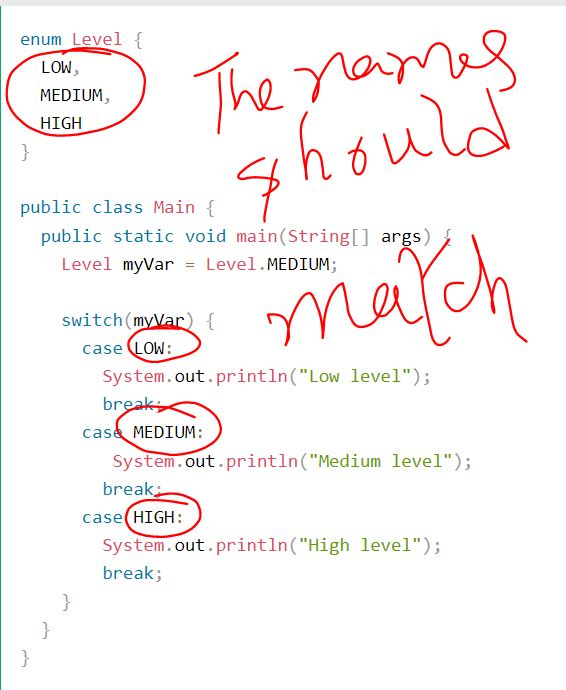 enum Level {
LOW,
MEDIUM,
HIGH
}
The names
should
public class Main {
public static void main(String[] args) {
Level myVar = Level.MEDIUM;
match
switch(myVar) {
case LOW:
System.out.println("Low level");
break;
case MEDIUM:
System.out.println("Medium level");
break;
case HIGH:
System.out.println("High level");
break;
}
}
}